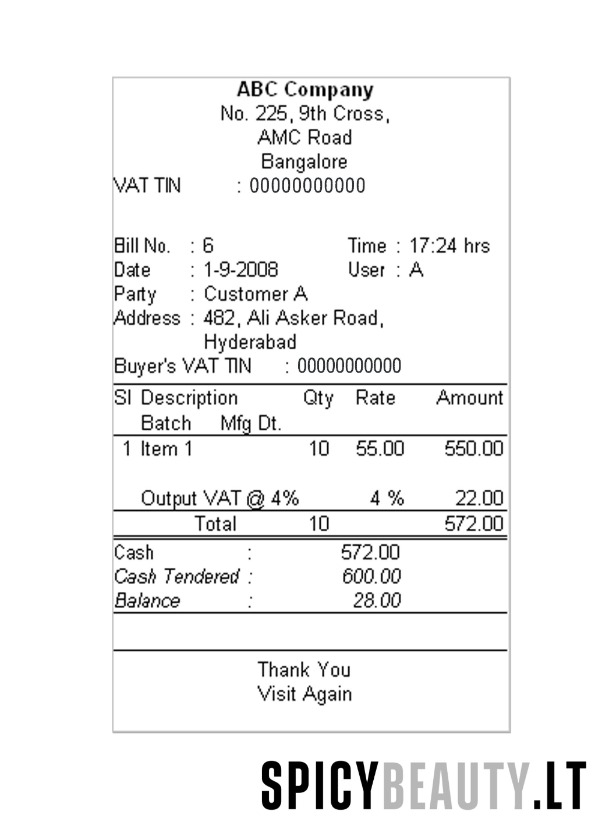 ABC Company
No. 225, 9th Cross,
AMC Road
Bangalore
VAT TIN : 00000000000
Bill No. : 6 Time : 17:24 hrs
Date : 1-9-2008 User : A
Party : Customer A
Address : 482, Ali Asker Road,
Hyderabad
Buyer's VAT TIN : 00000000000
Sl Description Qty Rate Amount
Batch Mfg Dt.
1 Item 1 10 55.00 550.00
Output VAT @ 4% 4 % 22.00
Total 10 572.00
Cash : 572.00
Cash Tendered : 600.00
Balance : 28.00
Thank You
Visit Again
SPICYBEAUTY.LT